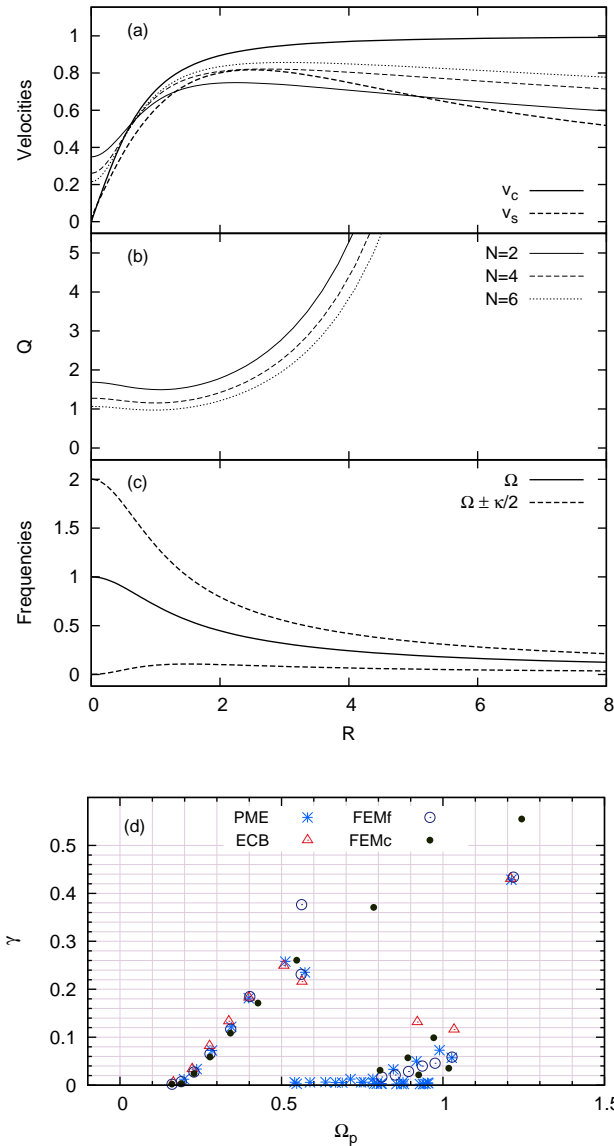 (a)
1
0.8
0.6
0.4
0.2
0
Velocities
v_c
v_s
(b)
5
4
3
2
1
0
Q
N=2
N=4
N=6
(c)
2
1.5
1
0.5
0
Frequencies
Ω
Ω ± κ/2
0 2 4 6 8
R
(d)
PME FEMf
ECB FEMc
0.5
0.4
0.3
0.2
0.1
0
γ
0 0.5 1 1.5
Ω_p